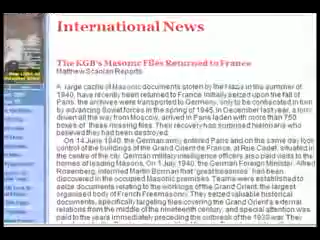 International News
The KGB's Masonic Files Returned to France
Matthew Scanlan Reports
A large cache of Masonic documents stolen by the Nazis in the summer of
1940, have recently been returned to France. Initially seized upon the fall of
Paris, the archives were transported to Germany, only to be confiscated in turn
by advancing Soviet forces in the spring of 1945. In December last year, a lorry
driven all the way from Moscow, arrived in Paris laden with more than 750
boxes of these missing files. Their recovery has surprised historians who
believed they had been destroyed.
On 14 June 1940, the German army entered Paris and on the same day took
control of the buildings of the Grand Orient de France, at Rue Cadet, situated in
the centre of the city. German military intelligence officers also paid visits to the
homes of leading Masons. On 1 July 1940, the German Foreign Minister, Alfred
Rosenberg, informed Martin Borman that 'great treasures' had been
discovered in the occupied Masonic premises. Teams were established to
seize documents relating to the workings of the Grand Orient, the largest
organised body of French Freemasonry. They seized valuable historical
documents, specifically targeting files covering the Grand Orient's external
relations from the middle of the nineteenth century, and special attention was
paid to the years immediately preceding the outbreak of the 1939 war. They